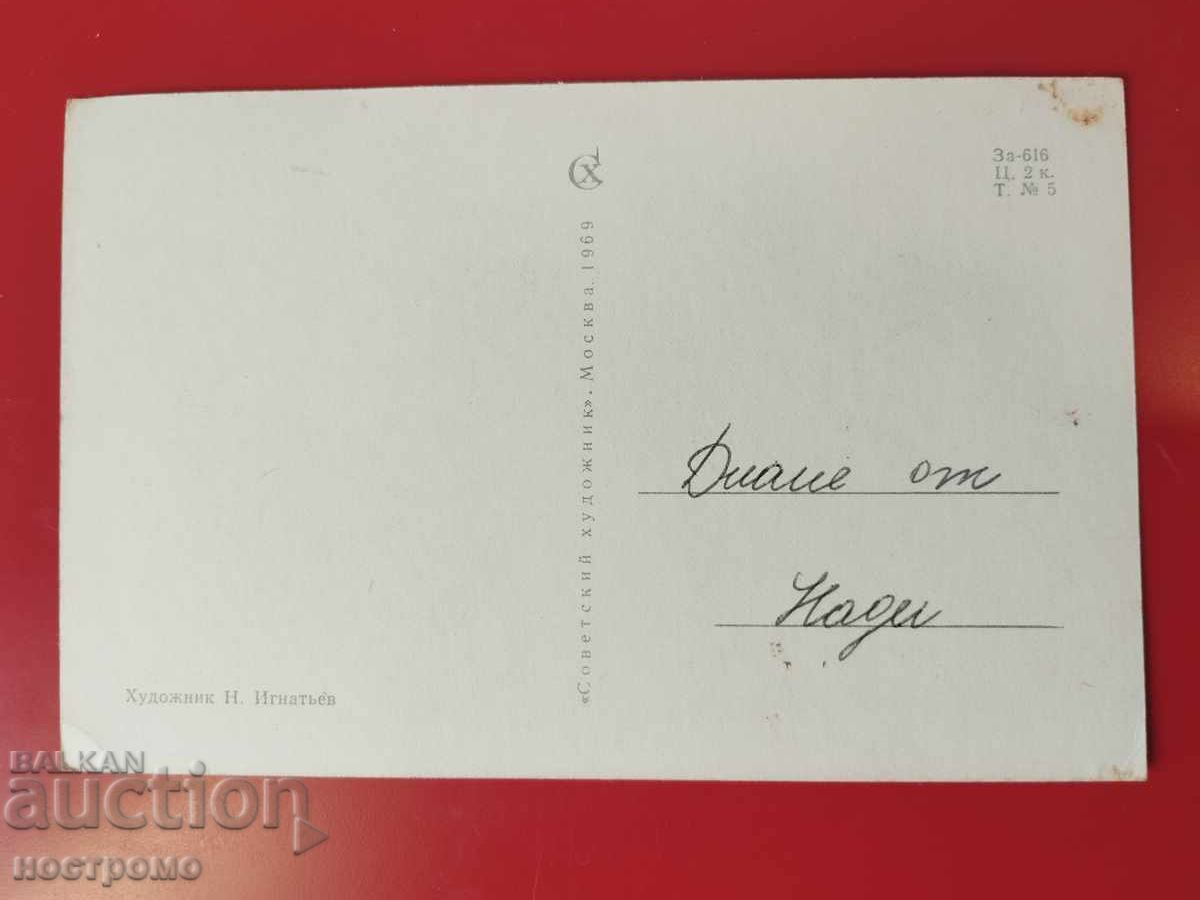 СХ
За-616
Ц. 2 к.
Т. № 5
«Советский художник». Москва. 1969
Диане от
Нади
Художник Н. Игнатьев
BALKAN
auction
ностромо